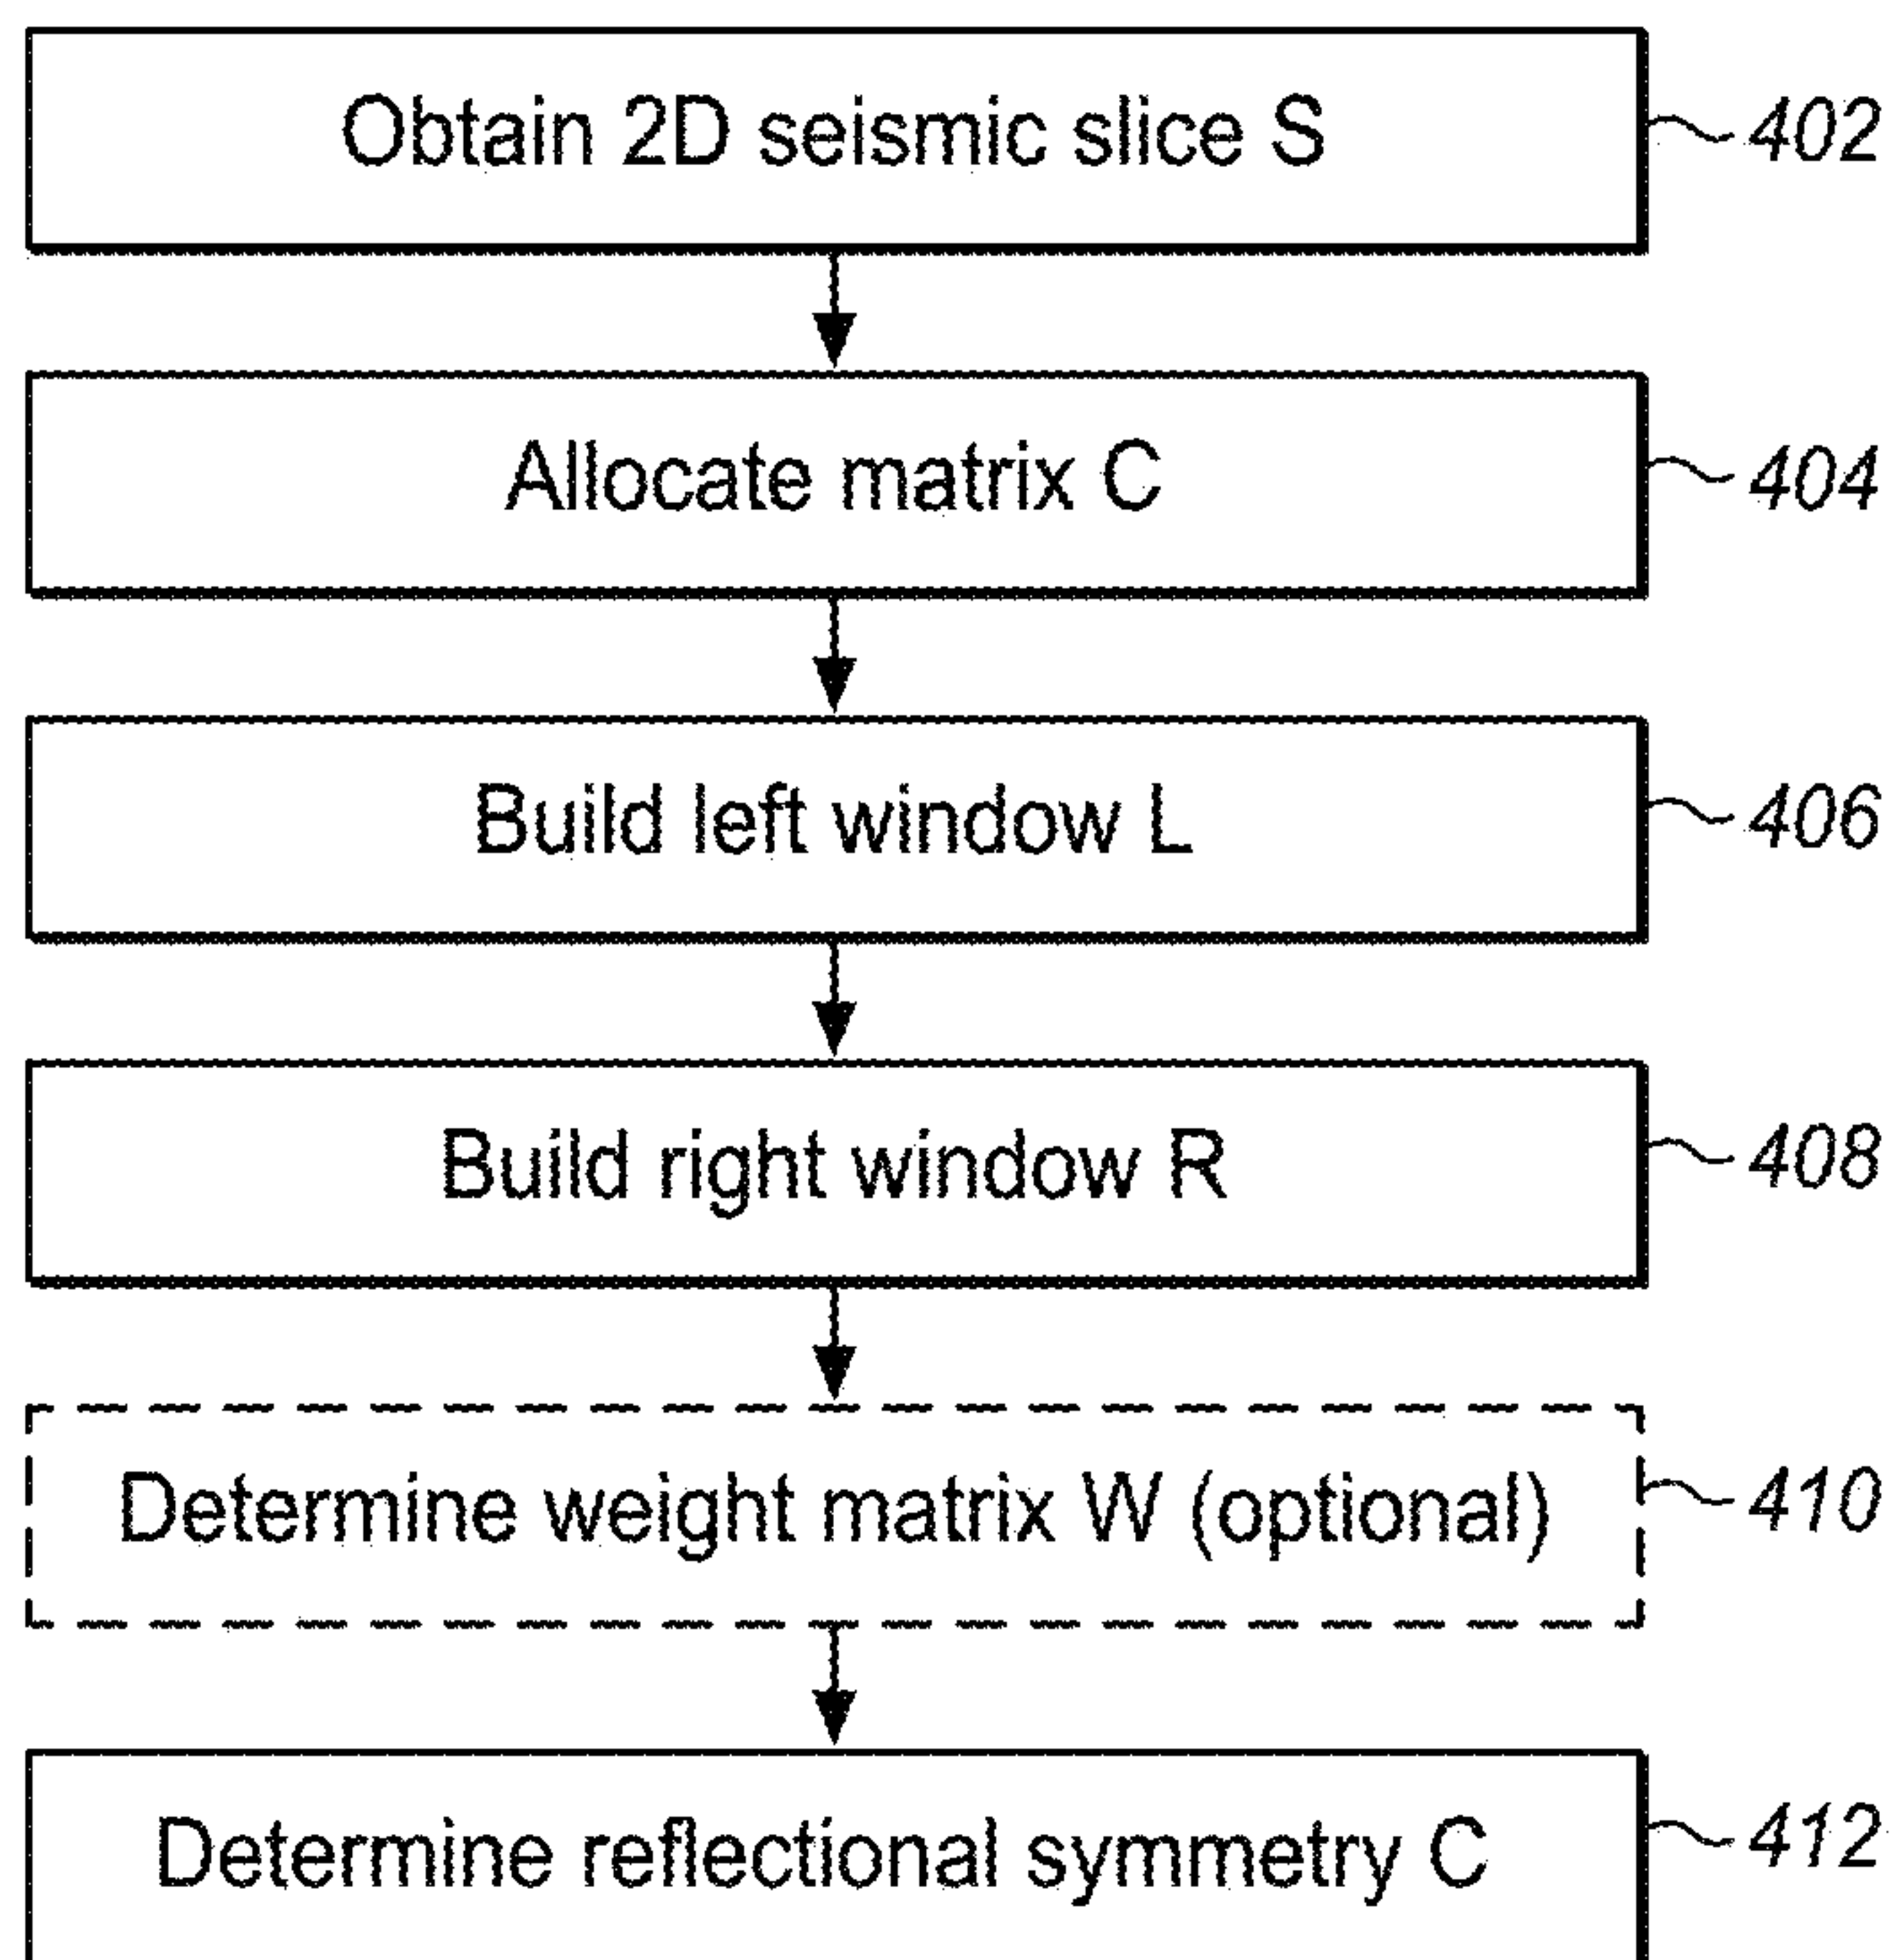 Obtain 2D seismic slice S 402
Allocate matrix C 404
Build left window L 406
Build right window R 408
Determine weight matrix W (optional) 410
Determine reflectional symmetry C 412